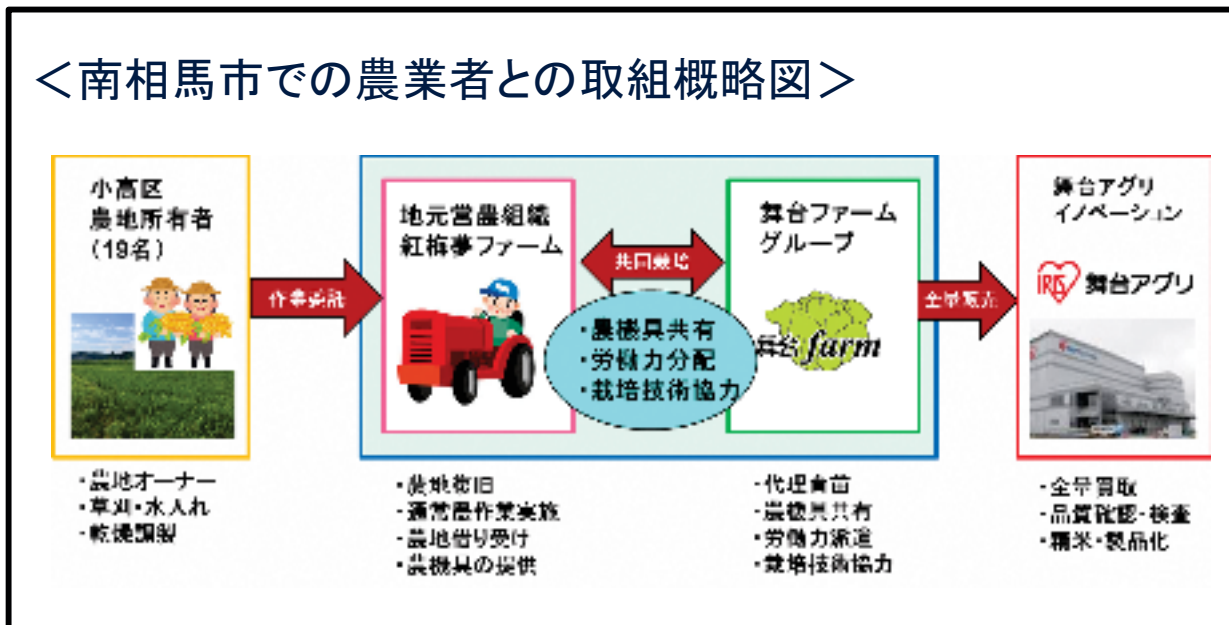 ＜南相馬市での農業者との取組概略図＞
小高区
農地所有者
(19名)
作業委託
地元営農組織
紅梅夢ファーム
共同栽培
・農機具共有
・労働力分配
・栽培技術協力
舞台ファーム
グループ
舞台farm
全量販売
舞台アグリ
イノベーション
IRIS 舞台アグリ
・農地オーナー
・草刈・水入れ
・乾燥調製
・農地復旧
・通常農作業実施
・農地借り受け
・農機具の提供
・代理育苗
・農機具共有
・労働力派遣
・栽培技術協力
・全量買取
・品質確認・検査
・精米・製品化